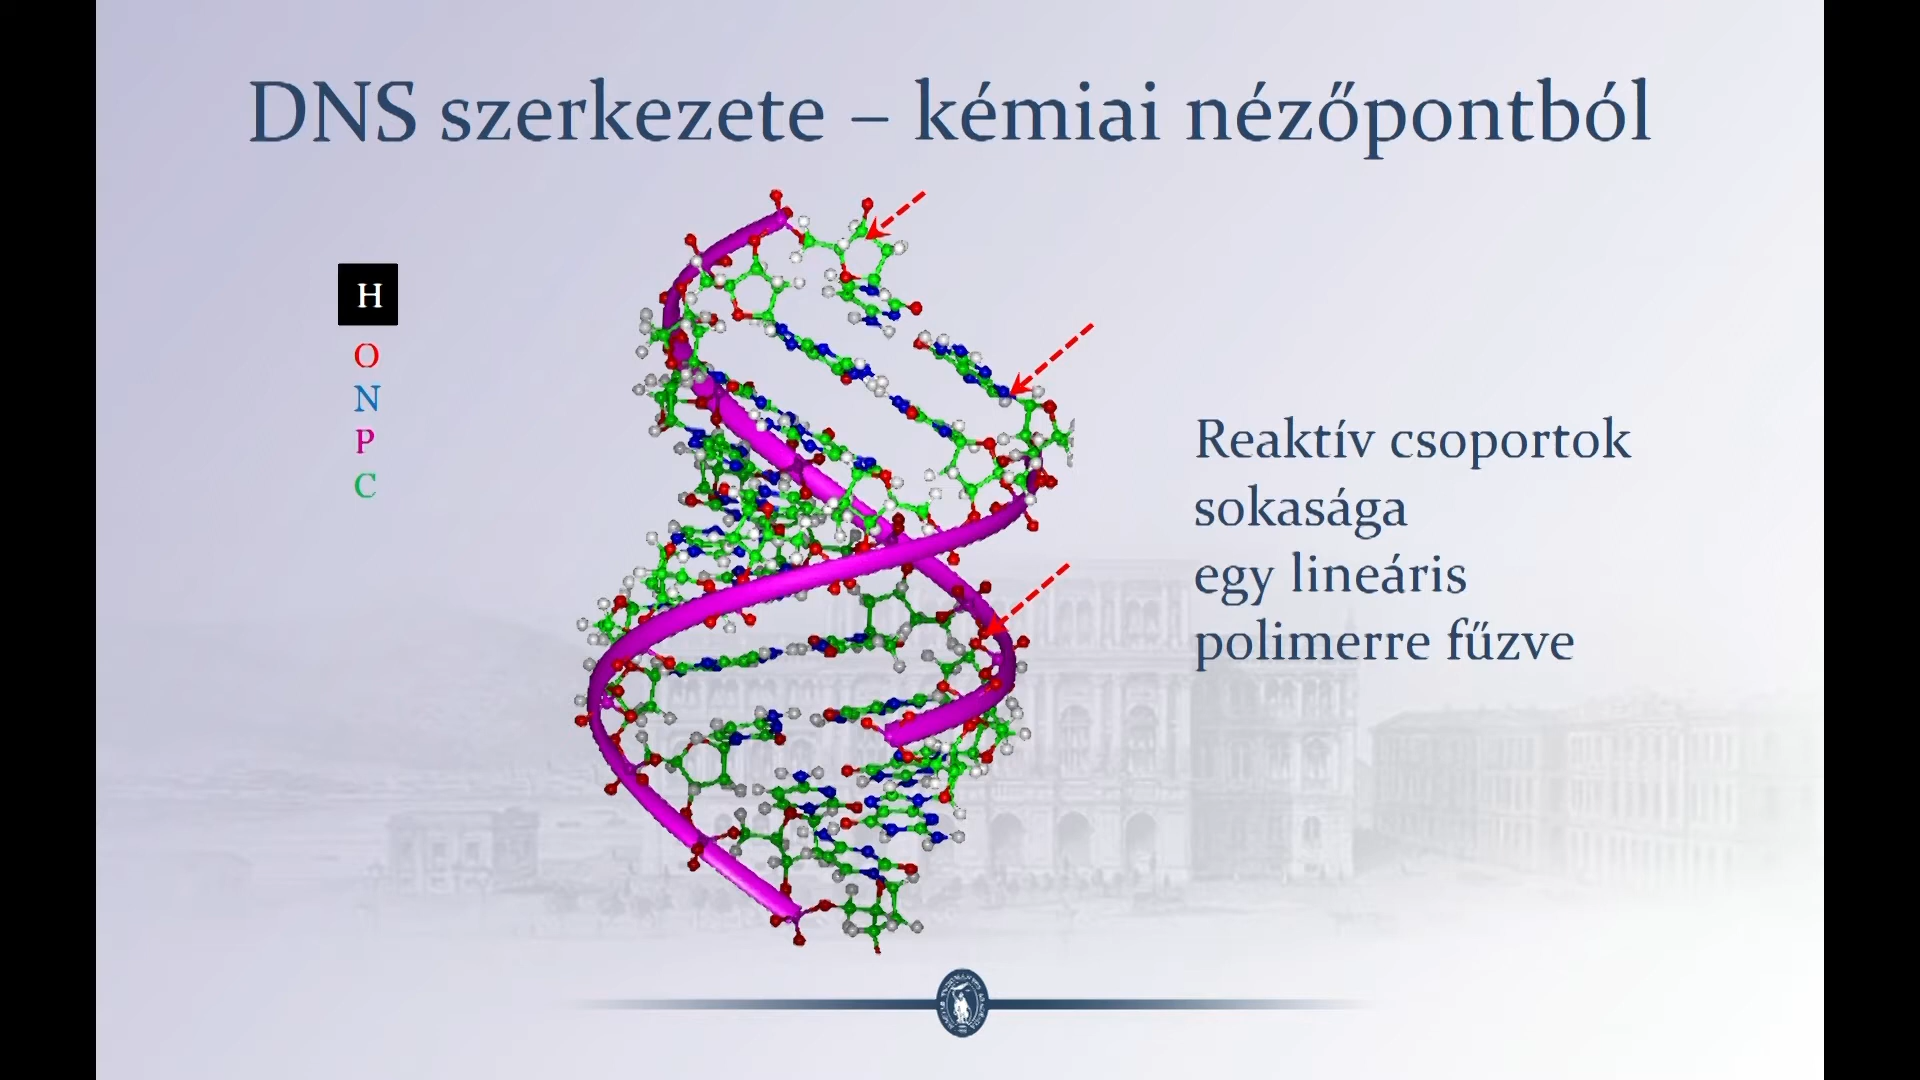 DNS szerkezete – kémiai nézőpontból
H
O
N
P
C
Reaktív csoportok
sokasága
egy lineáris
polimerre fűzve